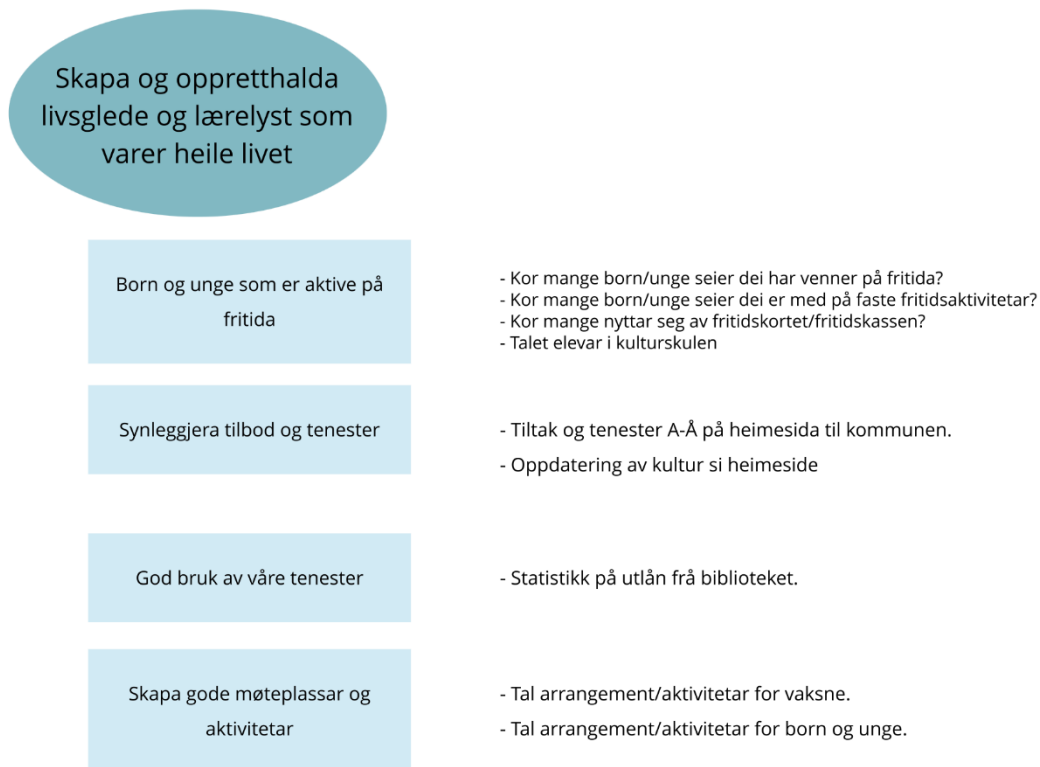 Skapa og oppretthalda
livsglede og lærelyst som
varer heile livet
Born og unge som er aktive på
fritida
- Kor mange born/unge seier dei har venner på fritida?
- Kor mange born/unge seier dei er med på faste fritidsaktivitetar?
- Kor mange nyttar seg av fritidskortet/fritidskassen?
- Talet elevar i kulturskulen
Synleggjera tilbod og tenester
- Tiltak og tenester A-Å på heimesida til kommunen.
- Oppdatering av kultur si heimeside
God bruk av våre tenester
- Statistikk på utlån frå biblioteket.
Skapa gode møteplassar og
aktivitetar
- Tal arrangement/aktivitetar for vaksne.
- Tal arrangement/aktivitetar for born og unge.